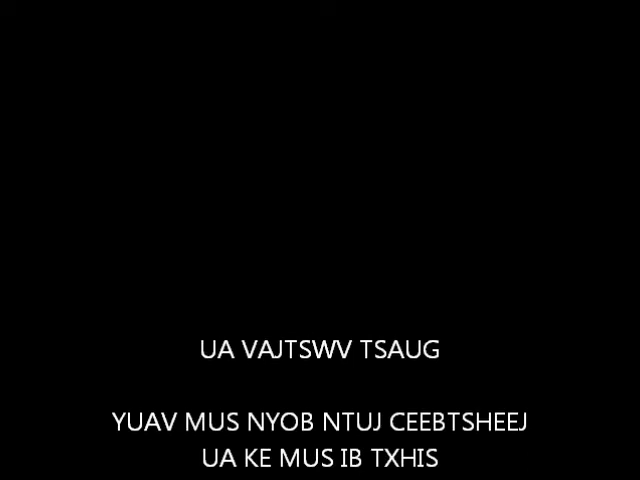 UA VAJTSWV TSAUG
YUAV MUS NYOB NTUJ CEEBTSHEEJ
UA KE MUS IB TXHIS